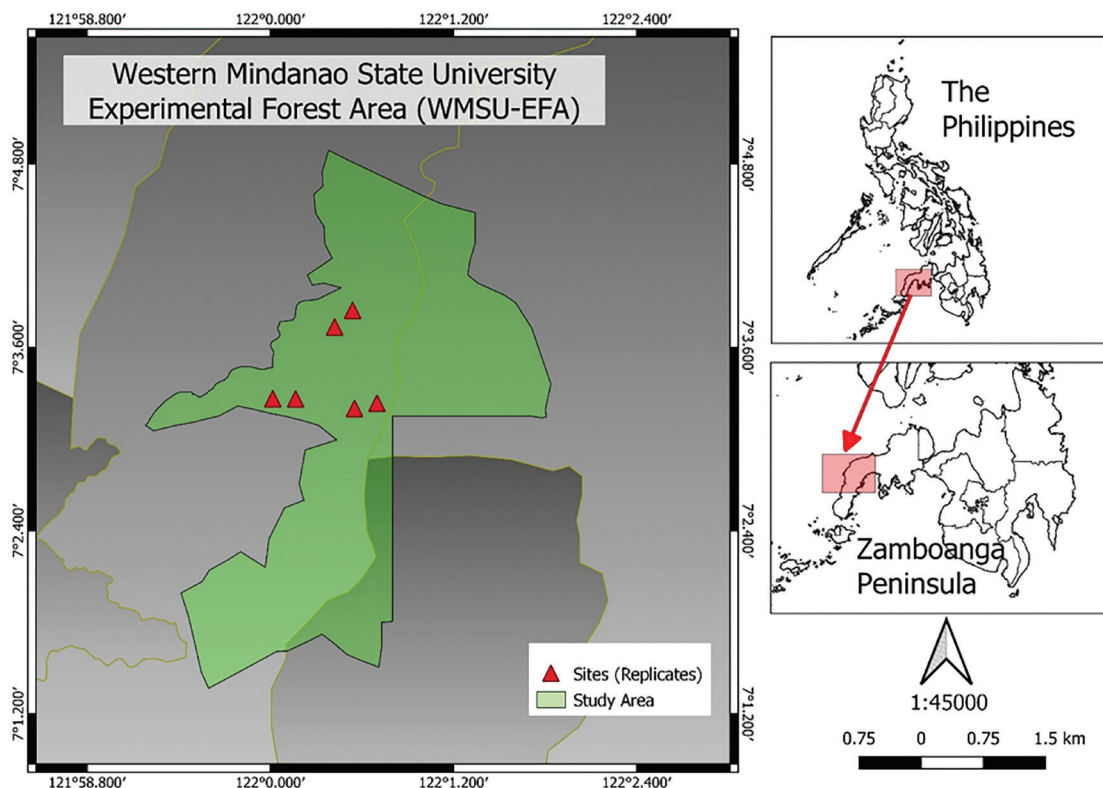 121°58.800' 122°0.000' 122°1.200' 122°2.400'
Western Mindanao State University
Experimental Forest Area (WMSU-EFA)
7°4.800'
7°3.600'
7°2.400'
7°1.200'
7°4.800'
7°3.600'
7°2.400'
7°1.200'
Sites (Replicates)
Study Area
121°58.800' 122°0.000' 122°1.200' 122°2.400'
The
Philippines
Zamboanga
Peninsula
1:45000
0.75 0 0.75 1.5 km